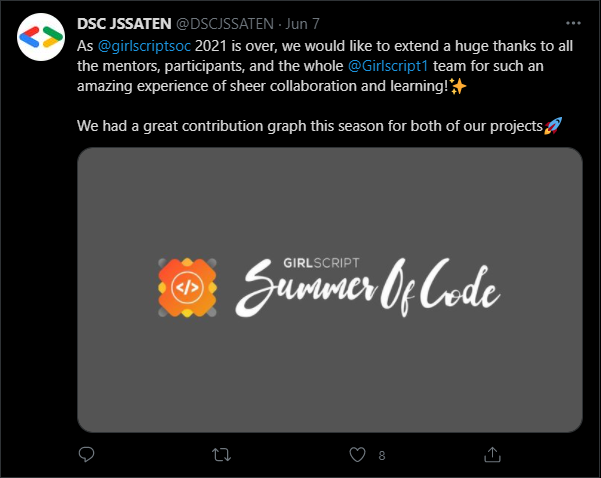 DSC JSSATEN @DSCJSSATEN · Jun 7
As @girlscriptsoc 2021 is over, we would like to extend a huge thanks to all
the mentors, participants, and the whole @Girlscript1 team for such an
amazing experience of sheer collaboration and learning!✨
We had a great contribution graph this season for both of our projects🚀
GIRLSCRIPT
</>
Summer Of Code
8